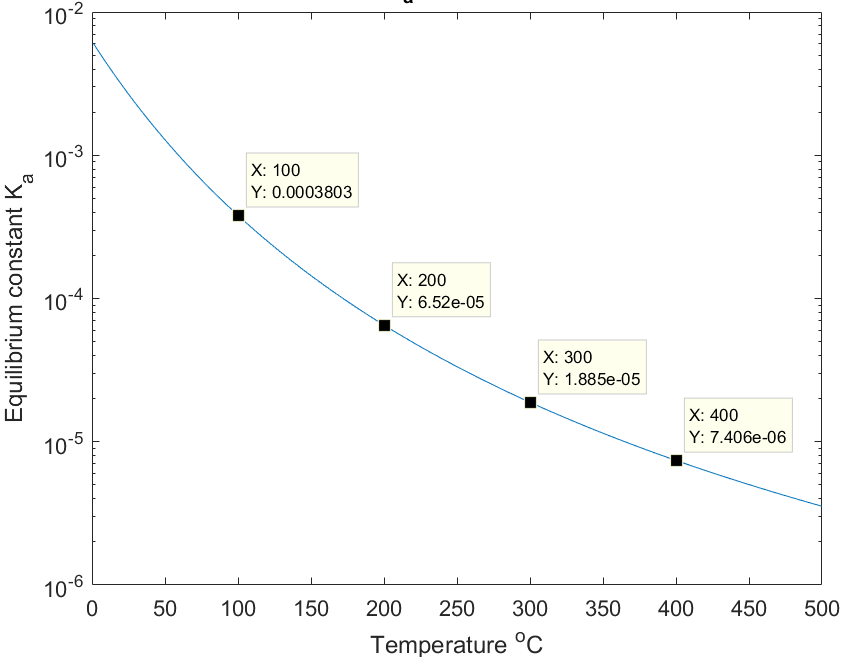 a
10-2
10-3
10-4
10-5
10-6
Equilibrium constant Ka
X: 100
Y: 0.0003803
X: 200
Y: 6.52e-05
X: 300
Y: 1.885e-05
X: 400
Y: 7.406e-06
0 50 100 150 200 250 300 350 400 450 500
Temperature oC